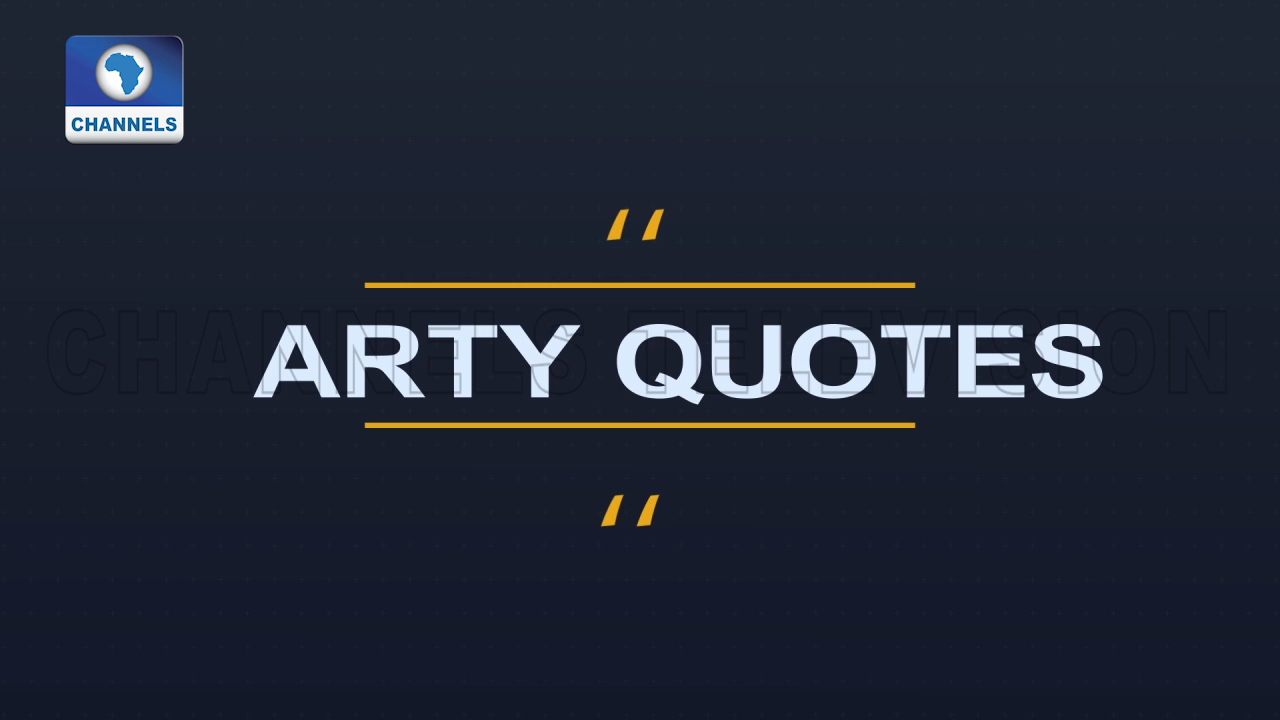 CHANNELS
“
ARTY QUOTES
CHANNELS TELEVISION
“